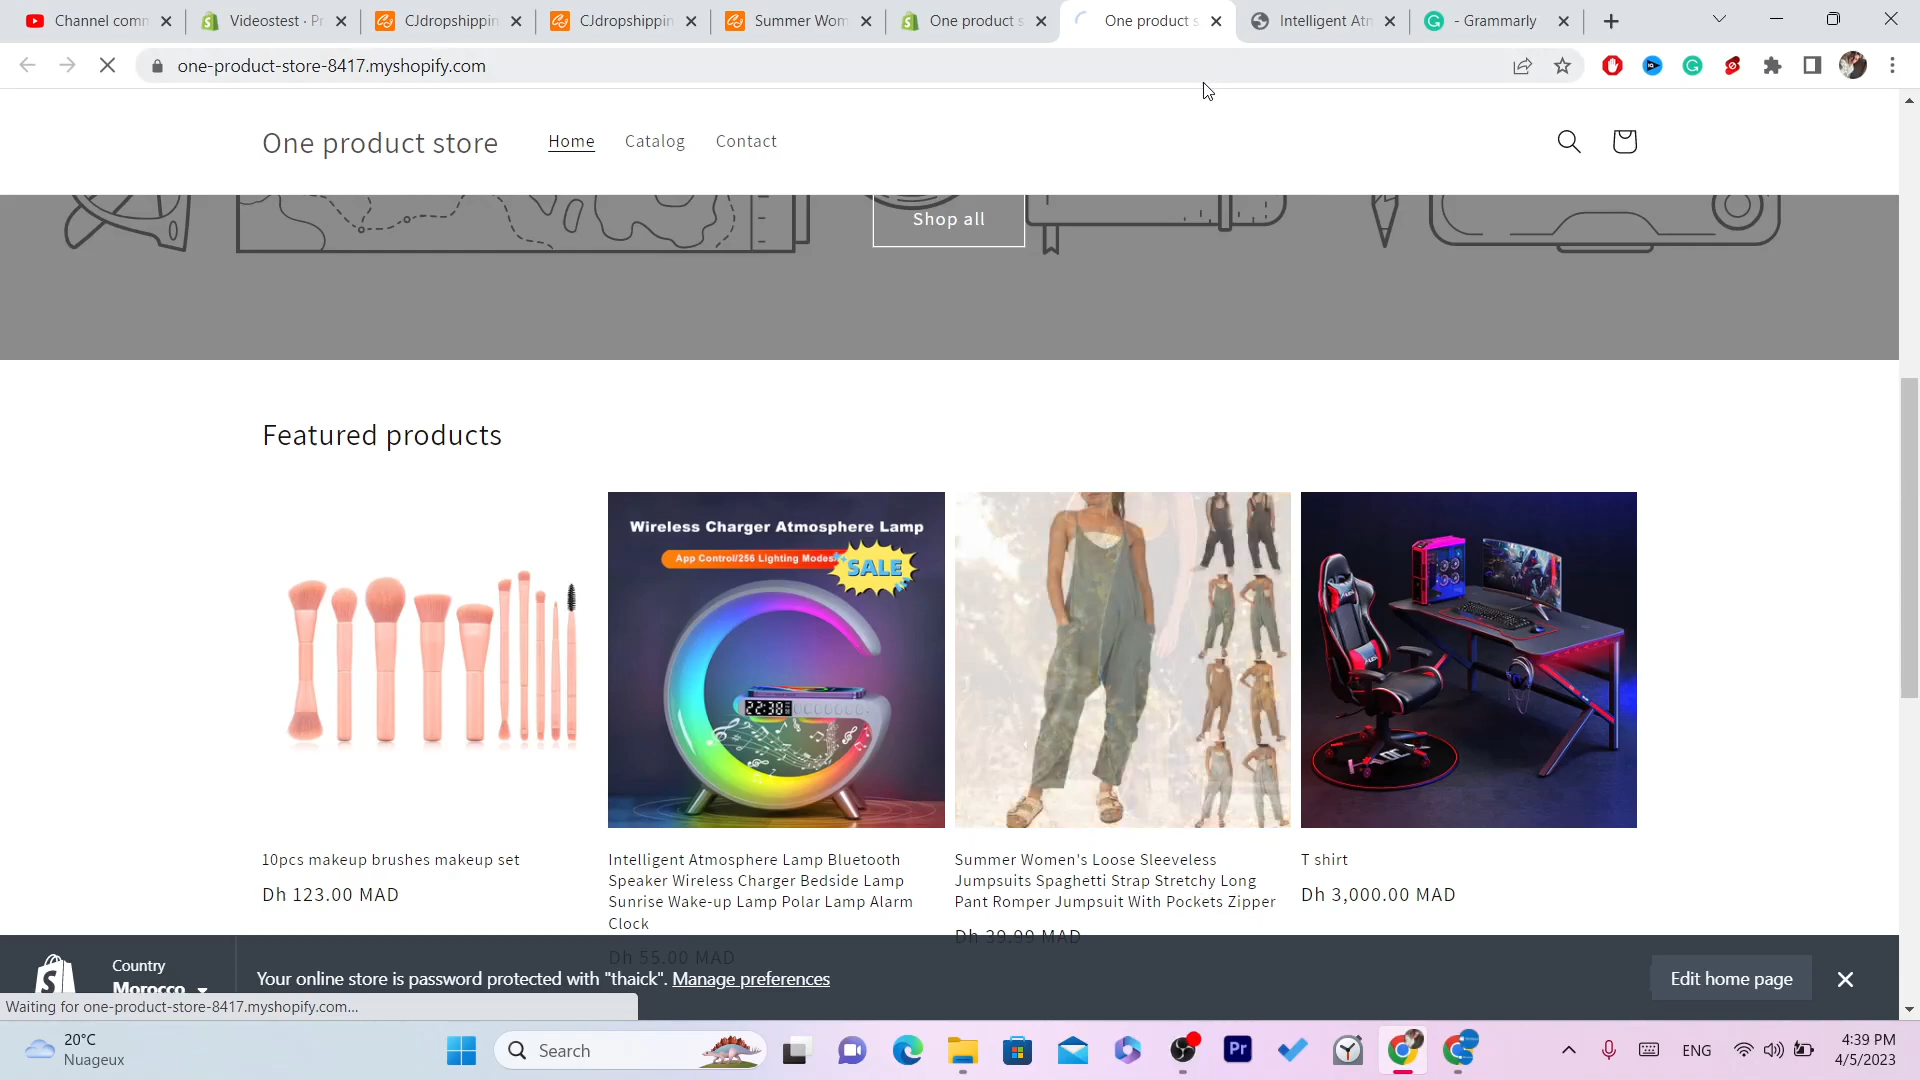 Channel comm
Videostest · Pr
CJdropshippin
CJdropshippin
Summer Wom
One product s
One product s
Intelligent Atm
- Grammarly
one-product-store-8417.myshopify.com
One product store
Home
Catalog
Contact
Shop all
Featured products
Wireless Charger Atmosphere Lamp
App Control/256 Lighting Modes
SALE
22:38
10pcs makeup brushes makeup set
Dh 123.00 MAD
Intelligent Atmosphere Lamp Bluetooth
Speaker Wireless Charger Bedside Lamp
Sunrise Wake-up Lamp Polar Lamp Alarm
Clock
Dh 55.00 MAD
Summer Women's Loose Sleeveless
Jumpsuits Spaghetti Strap Stretchy Long
Pant Romper Jumpsuit With Pockets Zipper
Dh 39.99 MAD
T shirt
Dh 3,000.00 MAD
Country
Morocco
Your online store is password protected with "thaick". Manage preferences
Edit home page
Waiting for one-product-store-8417.myshopify.com...
20°C
Nuageux
Search
Pr
ENG
4:39 PM
4/5/2023